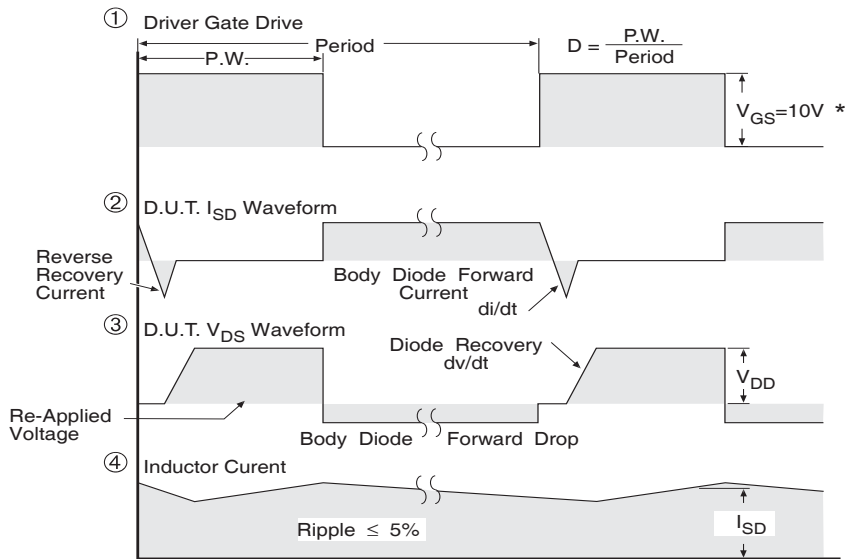 ① Driver Gate Drive
Period
P.W.
D = P.W. / Period
V_GS=10V *
② D.U.T. I_SD Waveform
Reverse
Recovery
Current
Body Diode Forward
Current
di/dt
③ D.U.T. V_DS Waveform
Diode Recovery
dv/dt
V_DD
Re-Applied
Voltage
Body Diode Forward Drop
④ Inductor Curent
Ripple ≤ 5%
I_SD